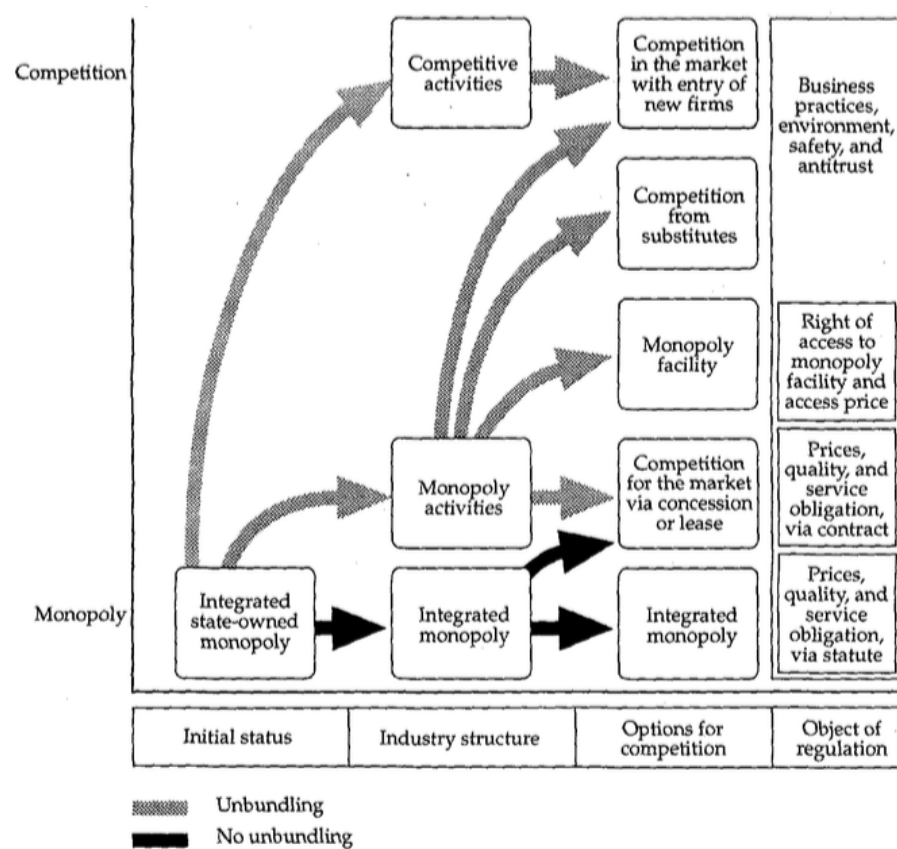 Competition
Competitive
activities
Competition
in the market
with entry of
new firms
Business
practices,
environment,
safety, and
antitrust
Competition
from
substitutes
Monopoly
facility
Right of
access to
monopoly
facility and
access price
Monopoly
activities
Competition
for the market
via concession
or lease
Prices,
quality, and
service
obligation,
via contract
Monopoly
Integrated
state-owned
monopoly
Integrated
monopoly
Integrated
monopoly
Prices,
quality, and
service
obligation,
via statute
Initial status
Industry structure
Options for
competition
Object of
regulation
Unbundling
No unbundling